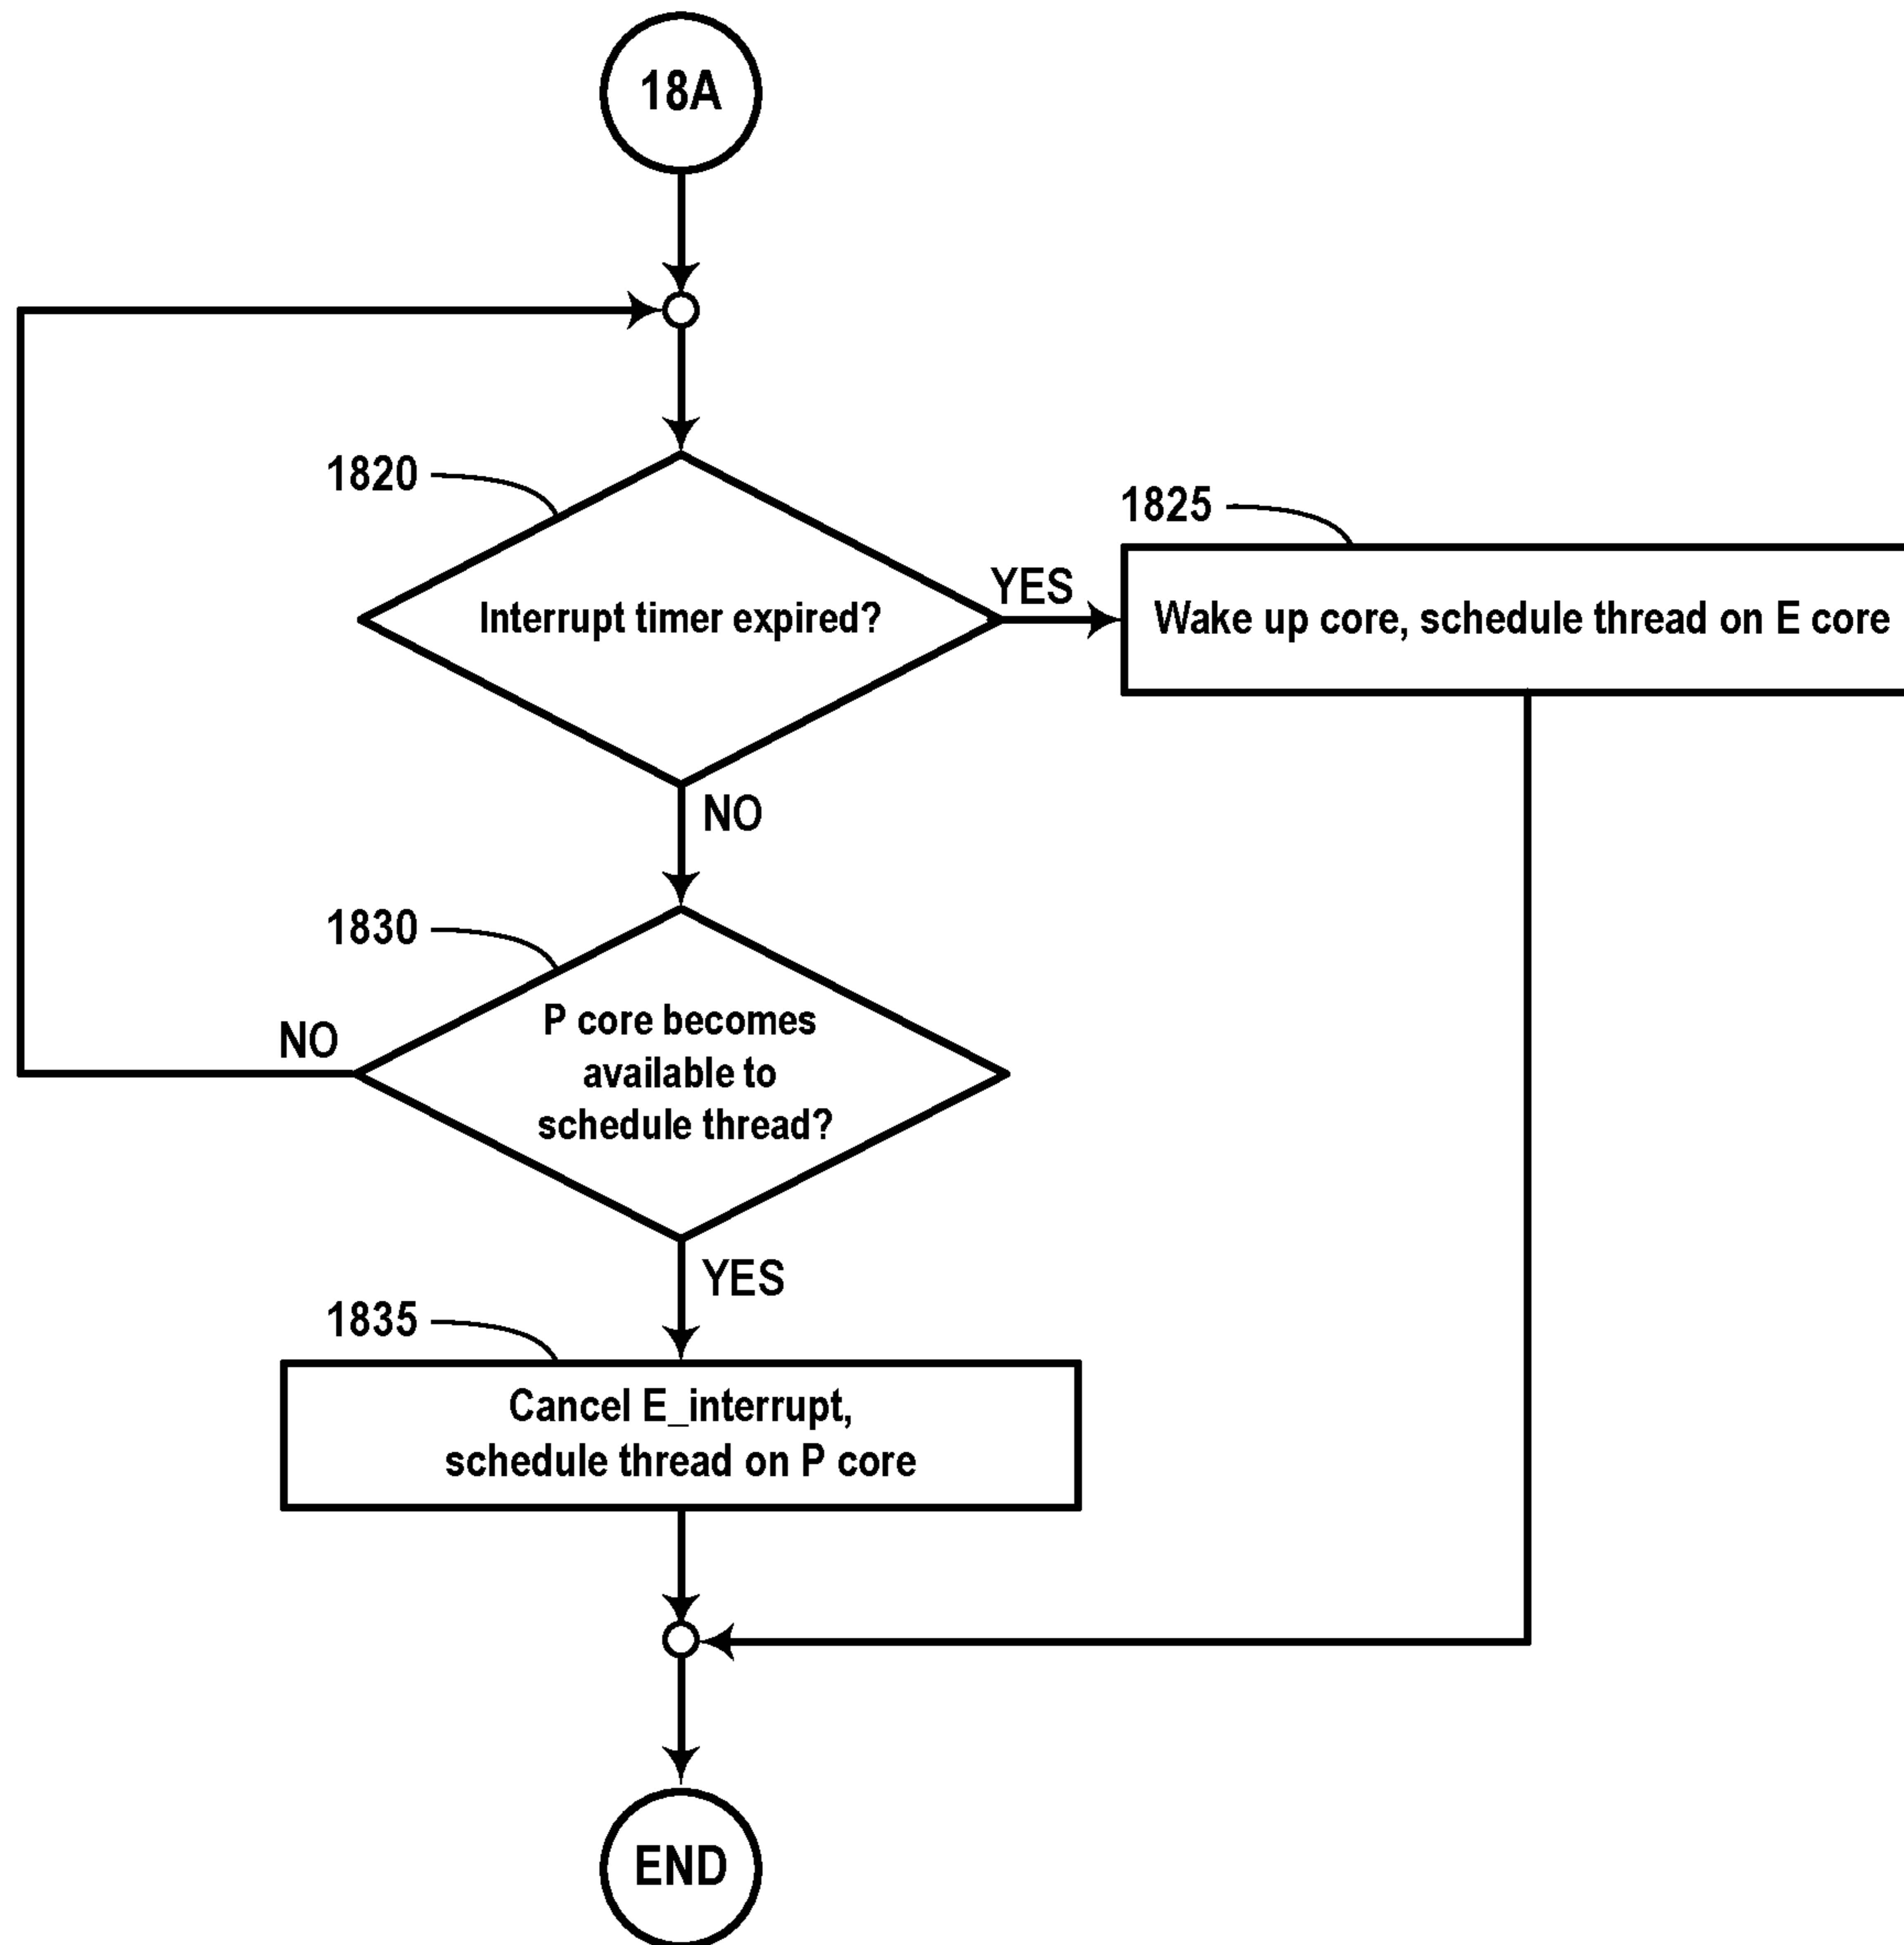 18A
1820
1825
Interrupt timer expired?
YES
Wake up core, schedule thread on E core
NO
1830
P core becomes
available to
schedule thread?
NO
YES
1835
Cancel E_interrupt,
schedule thread on P core
END